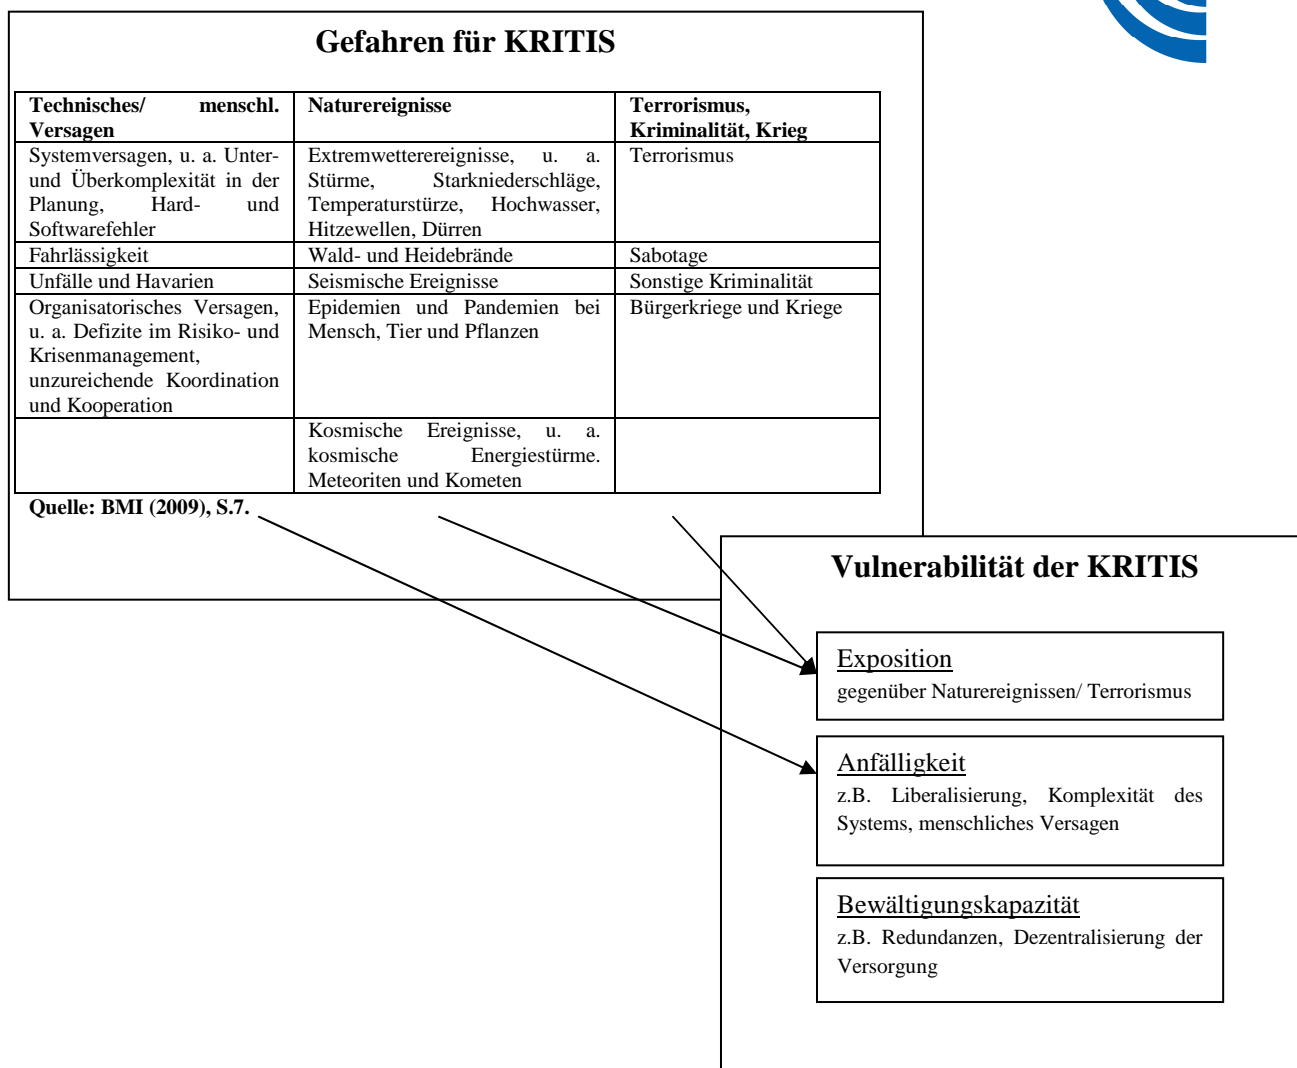 Gefahren für KRITIS
Technisches/ menschl.
Versagen
Naturereignisse
Terrorismus,
Kriminalität, Krieg
Systemversagen, u. a. Unter-
und Überkomplexität in der
Planung, Hard- und
Softwarefehler
Extremwetterereignisse, u. a.
Stürme, Starkniederschläge,
Temperaturstürze, Hochwasser,
Hitzewellen, Dürren
Terrorismus
Fahrlässigkeit
Wald- und Heidebrände
Sabotage
Unfälle und Havarien
Seismische Ereignisse
Sonstige Kriminalität
Organisatorisches Versagen,
u. a. Defizite im Risiko- und
Krisenmanagement,
unzureichende Koordination
und Kooperation
Epidemien und Pandemien bei
Mensch, Tier und Pflanzen
Bürgerkriege und Kriege
Kosmische Ereignisse, u. a.
kosmische Energiestürme.
Meteoriten und Kometen
Quelle: BMI (2009), S.7.
Vulnerabilität der KRITIS
Exposition
gegenüber Naturereignissen/ Terrorismus
Anfälligkeit
z.B. Liberalisierung, Komplexität des
Systems, menschliches Versagen
Bewältigungskapazität
z.B. Redundanzen, Dezentralisierung der
Versorgung